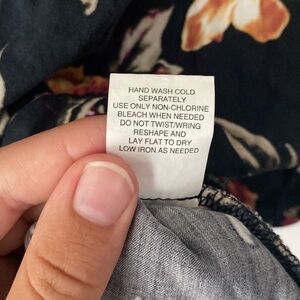 HAND WASH COLD
SEPARATELY
USE ONLY NON-CHLORINE
BLEACH WHEN NEEDED
DO NOT TWIST/WRING
RESHAPE AND
LAY FLAT TO DRY
LOW IRON AS NEEDED